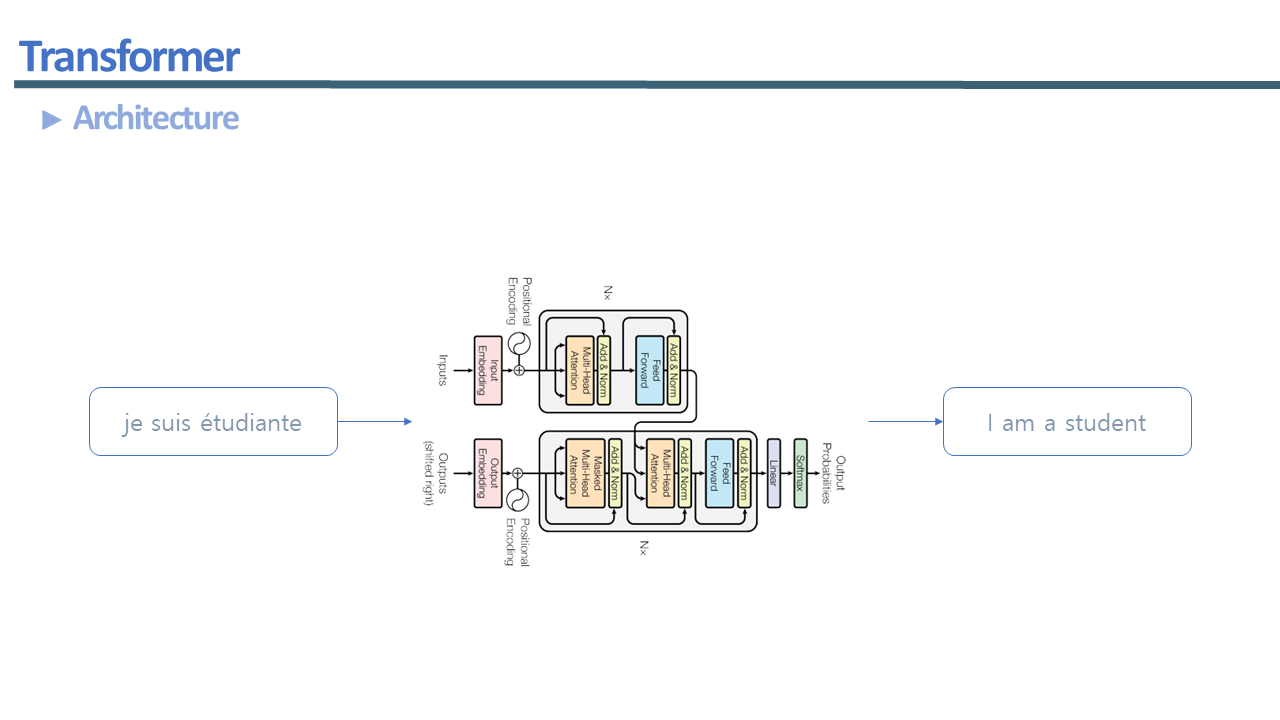 Transformer
► Architecture
je suis étudiante
Positional
Encoding
Nx
Inputs
Input
Embedding
Multi-Head
Attention
Add & Norm
Feed
Forward
Add & Norm
Outputs
(shifted right)
Output
Embedding
Positional
Encoding
Masked
Multi-Head
Attention
Add & Norm
Multi-Head
Attention
Add & Norm
Feed
Forward
Add & Norm
Nx
Linear
Softmax
Output
Probabilities
I am a student